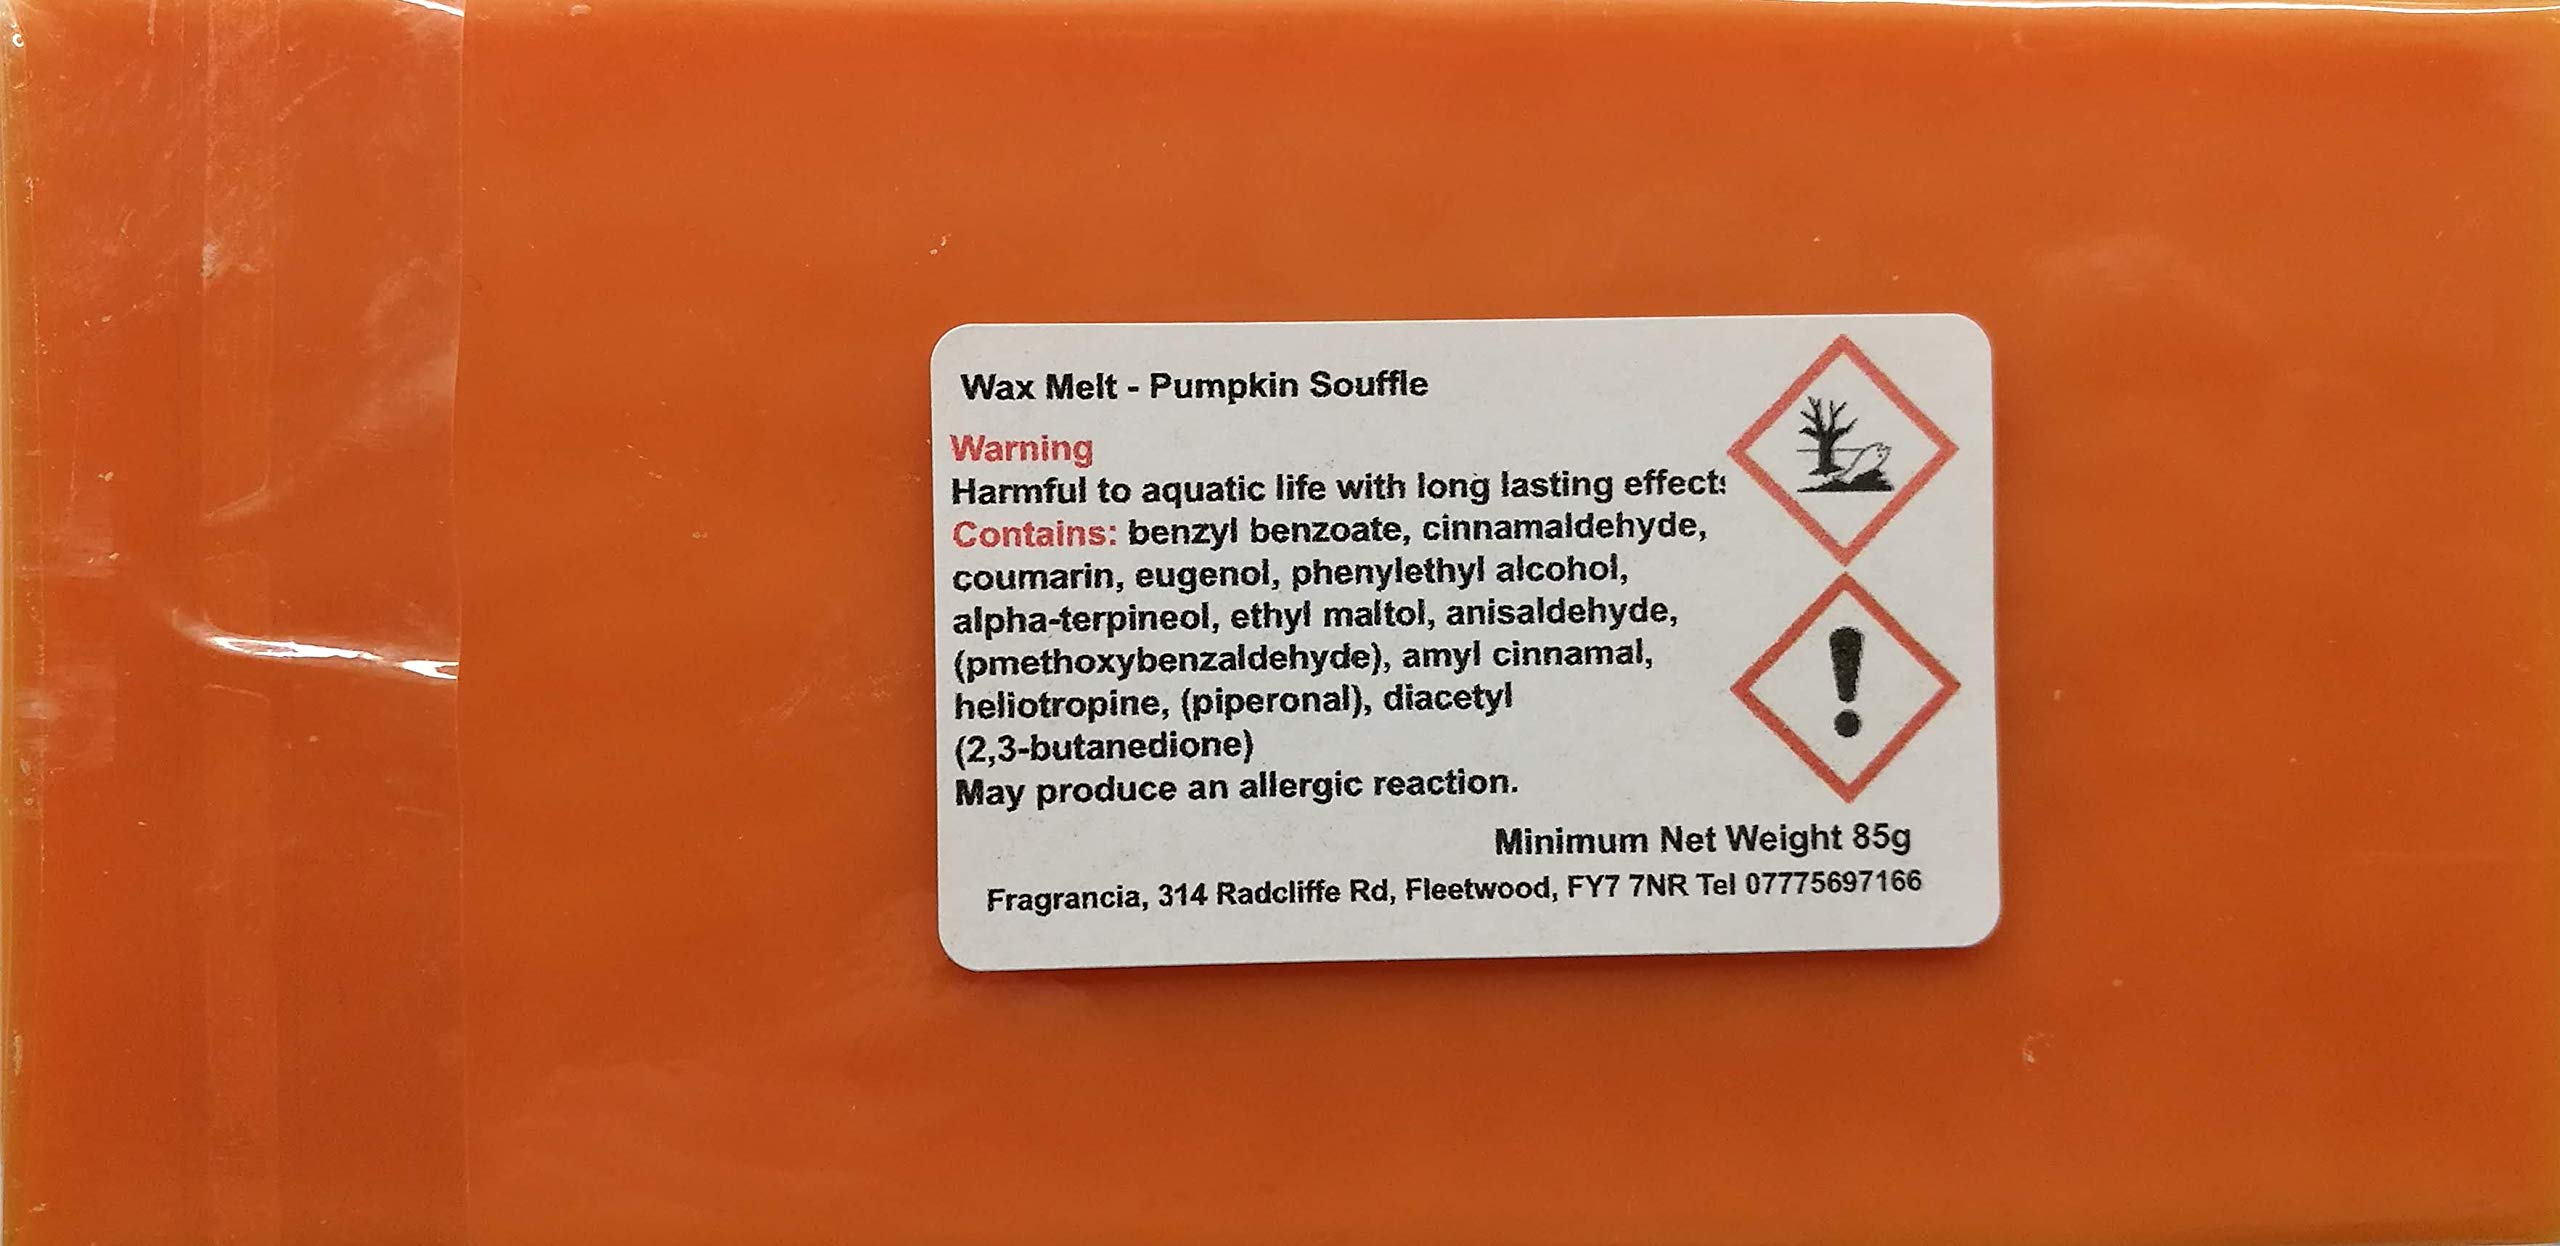 Wax Melt - Pumpkin Souffle
Warning
Harmful to aquatic life with long lasting effects
Contains: benzyl benzoate, cinnamaldehyde,
coumarin, eugenol, phenylethyl alcohol,
alpha-terpineol, ethyl maltol, anisaldehyde,
(pmethoxybenzaldehyde), amyl cinnamal,
heliotropine, (piperonal), diacetyl
(2,3-butanedione)
May produce an allergic reaction.
Minimum Net Weight 85g
Fragrancia, 314 Radcliffe Rd, Fleetwood, FY7 7NR Tel 07775697166